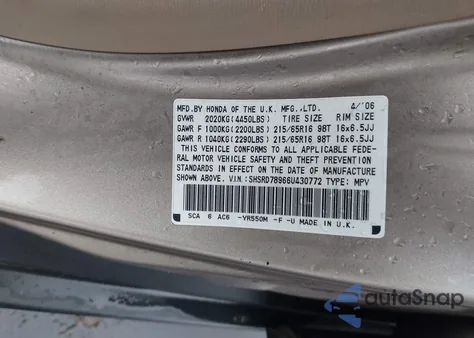 MFD.BY HONDA OF THE U.K. MFG.,LTD. 4/'06
GVWR 2020KG(4450LBS) TIRE SIZE RIM SIZE
GAWR F 1000KG(2200LBS) 215/65R16 98T 16x6.5JJ
GAWR R 1040KG(2290LBS) 215/65R16 98T 16x6.5JJ
THIS VEHICLE CONFORMS TO ALL APPLICABLE FEDE-
RAL MOTOR VEHICLE SAFETY AND THEFT PREVENTION
STANDARDS IN EFFECT ON THE DATE OF MANUFACTURE
SHOWN ABOVE. V.I.N.:SHSRD78966U430772 TYPE: MPV
SCA 6 AC6 -YR550M -F -U MADE IN U.K.
autoSnap